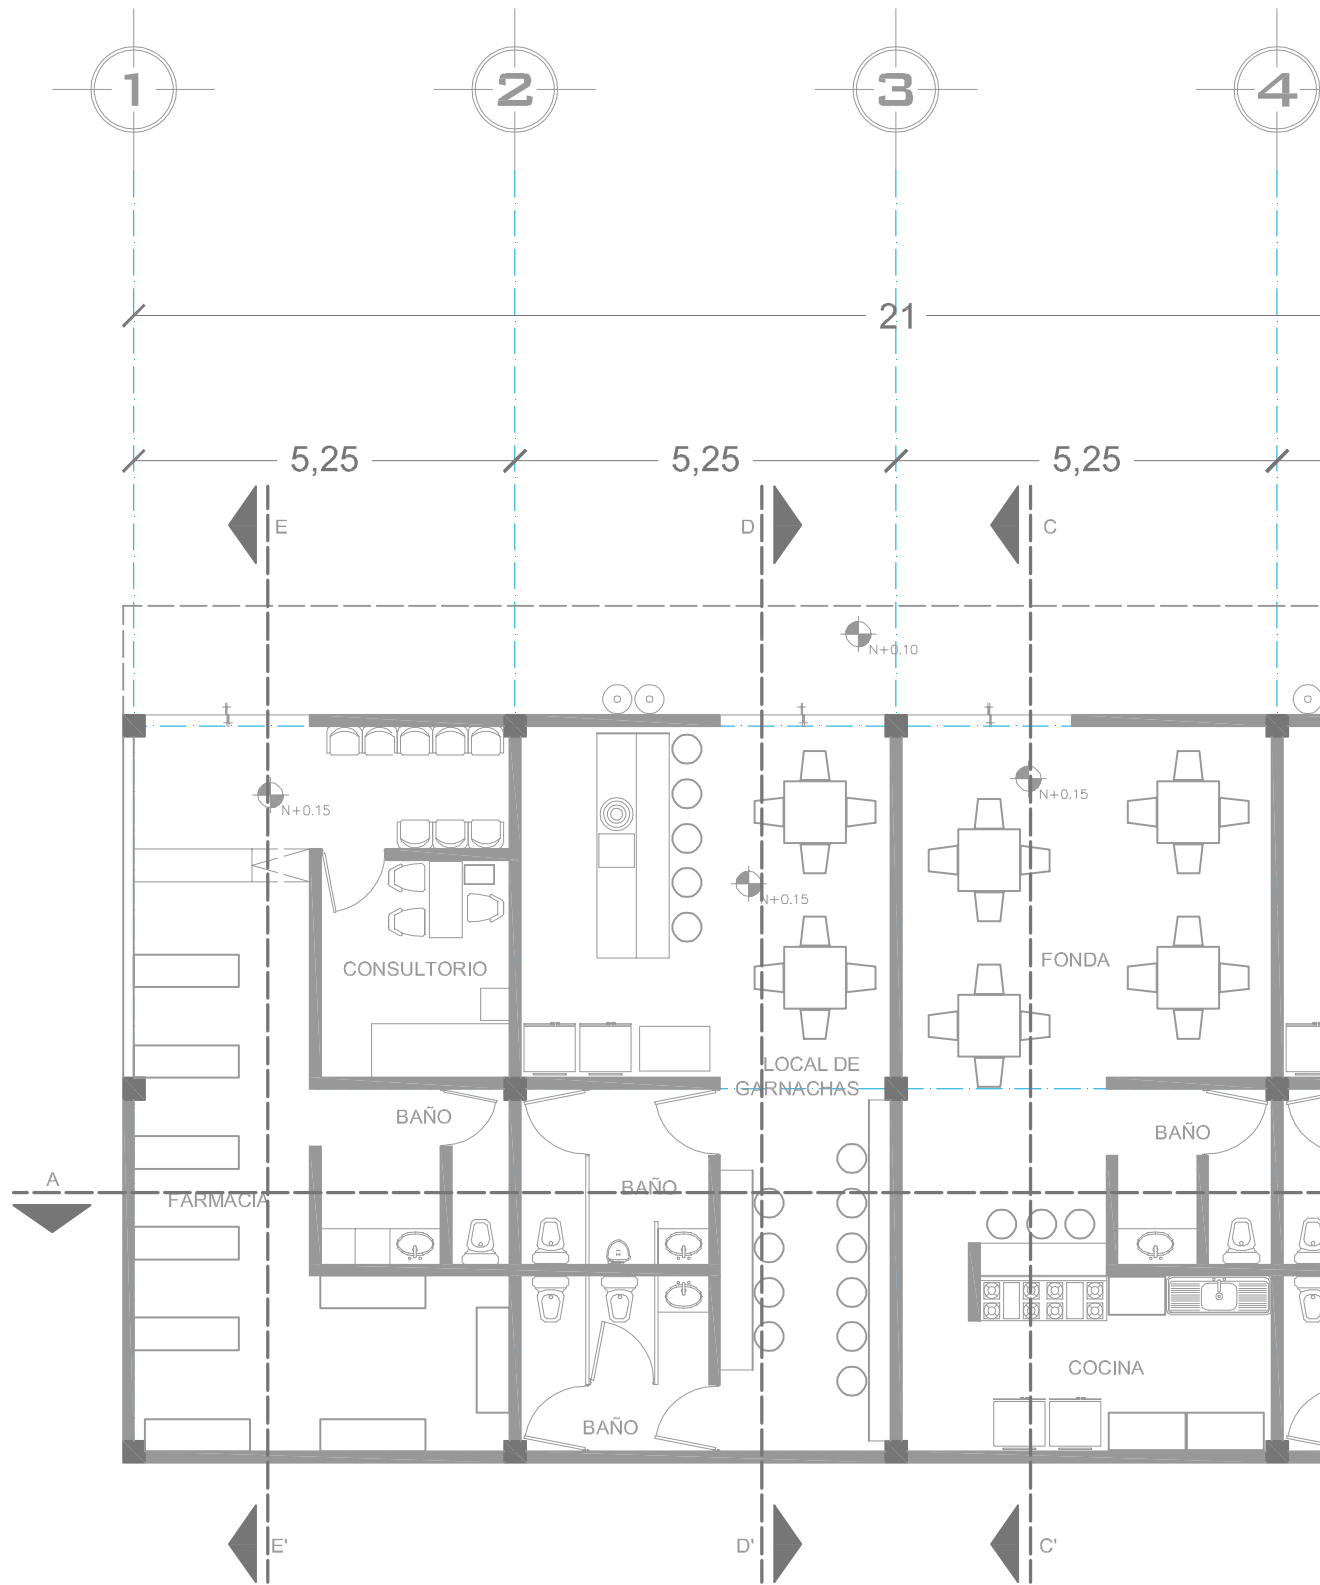 1 2 3 4
21
5,25 5,25 5,25
E D C
N+0.10
N+0.15 N+0.15
N+0.15
CONSULTORIO FONDA
LOCAL DE
GARNACHAS
BAÑO BAÑO
A
FARMACIA BAÑO
COCINA
BAÑO
E' D' C'